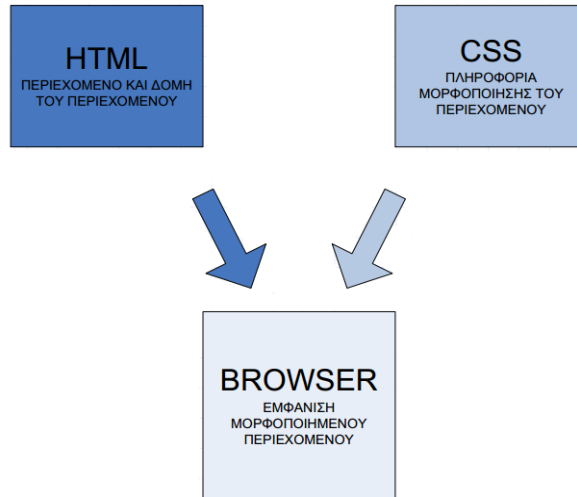 HTML
ΠΕΡΙΕΧΟΜΕΝΟ ΚΑΙ ΔΟΜΗ
ΤΟΥ ΠΕΡΙΕΧΟΜΕΝΟΥ
CSS
ΠΛΗΡΟΦΟΡΙΑ
ΜΟΡΦΟΠΟΙΗΣΗΣ ΤΟΥ
ΠΕΡΙΕΧΟΜΕΝΟΥ
BROWSER
ΕΜΦΑΝΙΣΗ
ΜΟΡΦΟΠΟΙΗΜΕΝΟΥ
ΠΕΡΙΕΧΟΜΕΝΟΥ